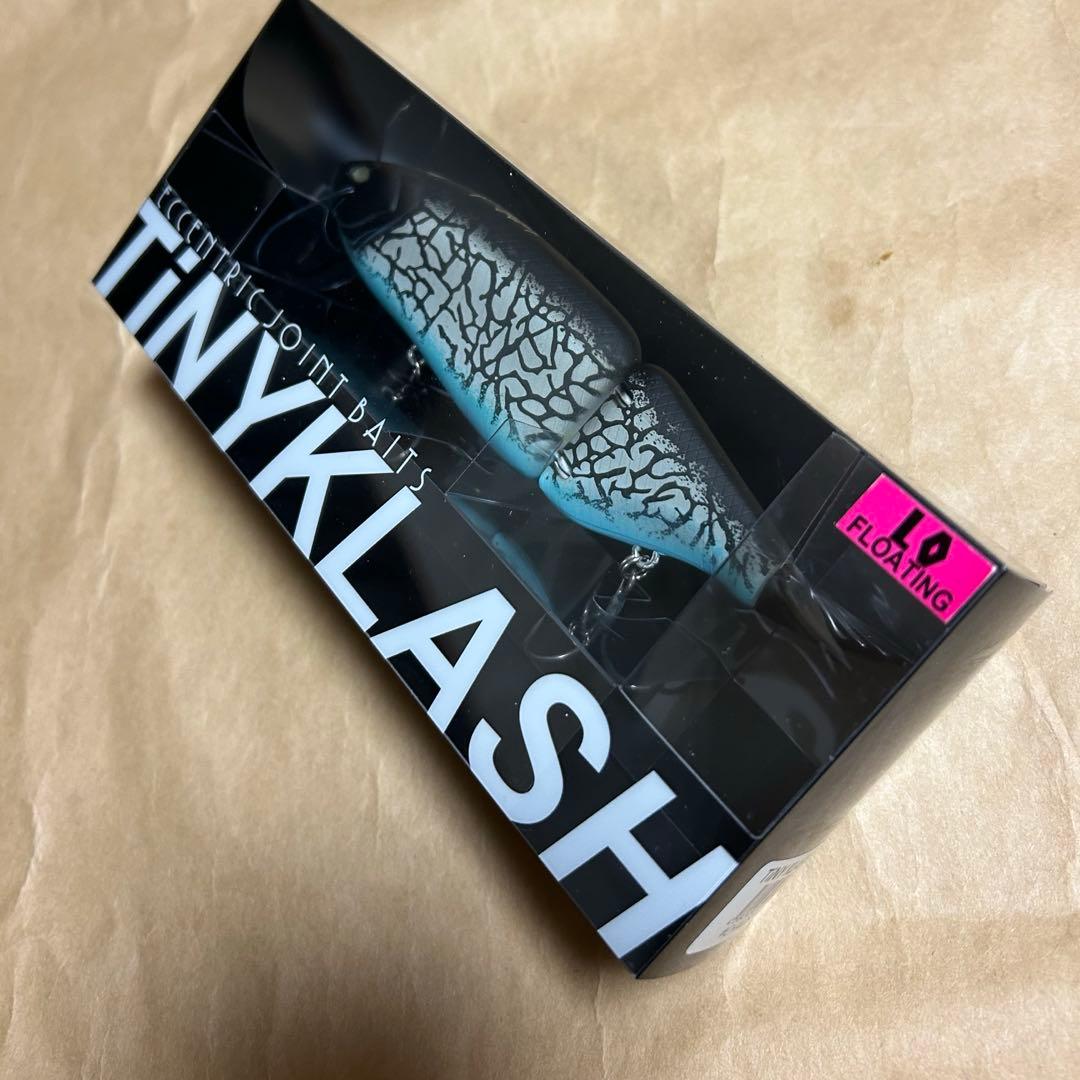 ECCENTRIC JOINT BAITS
TiNYKLASH
LO
FLOATING